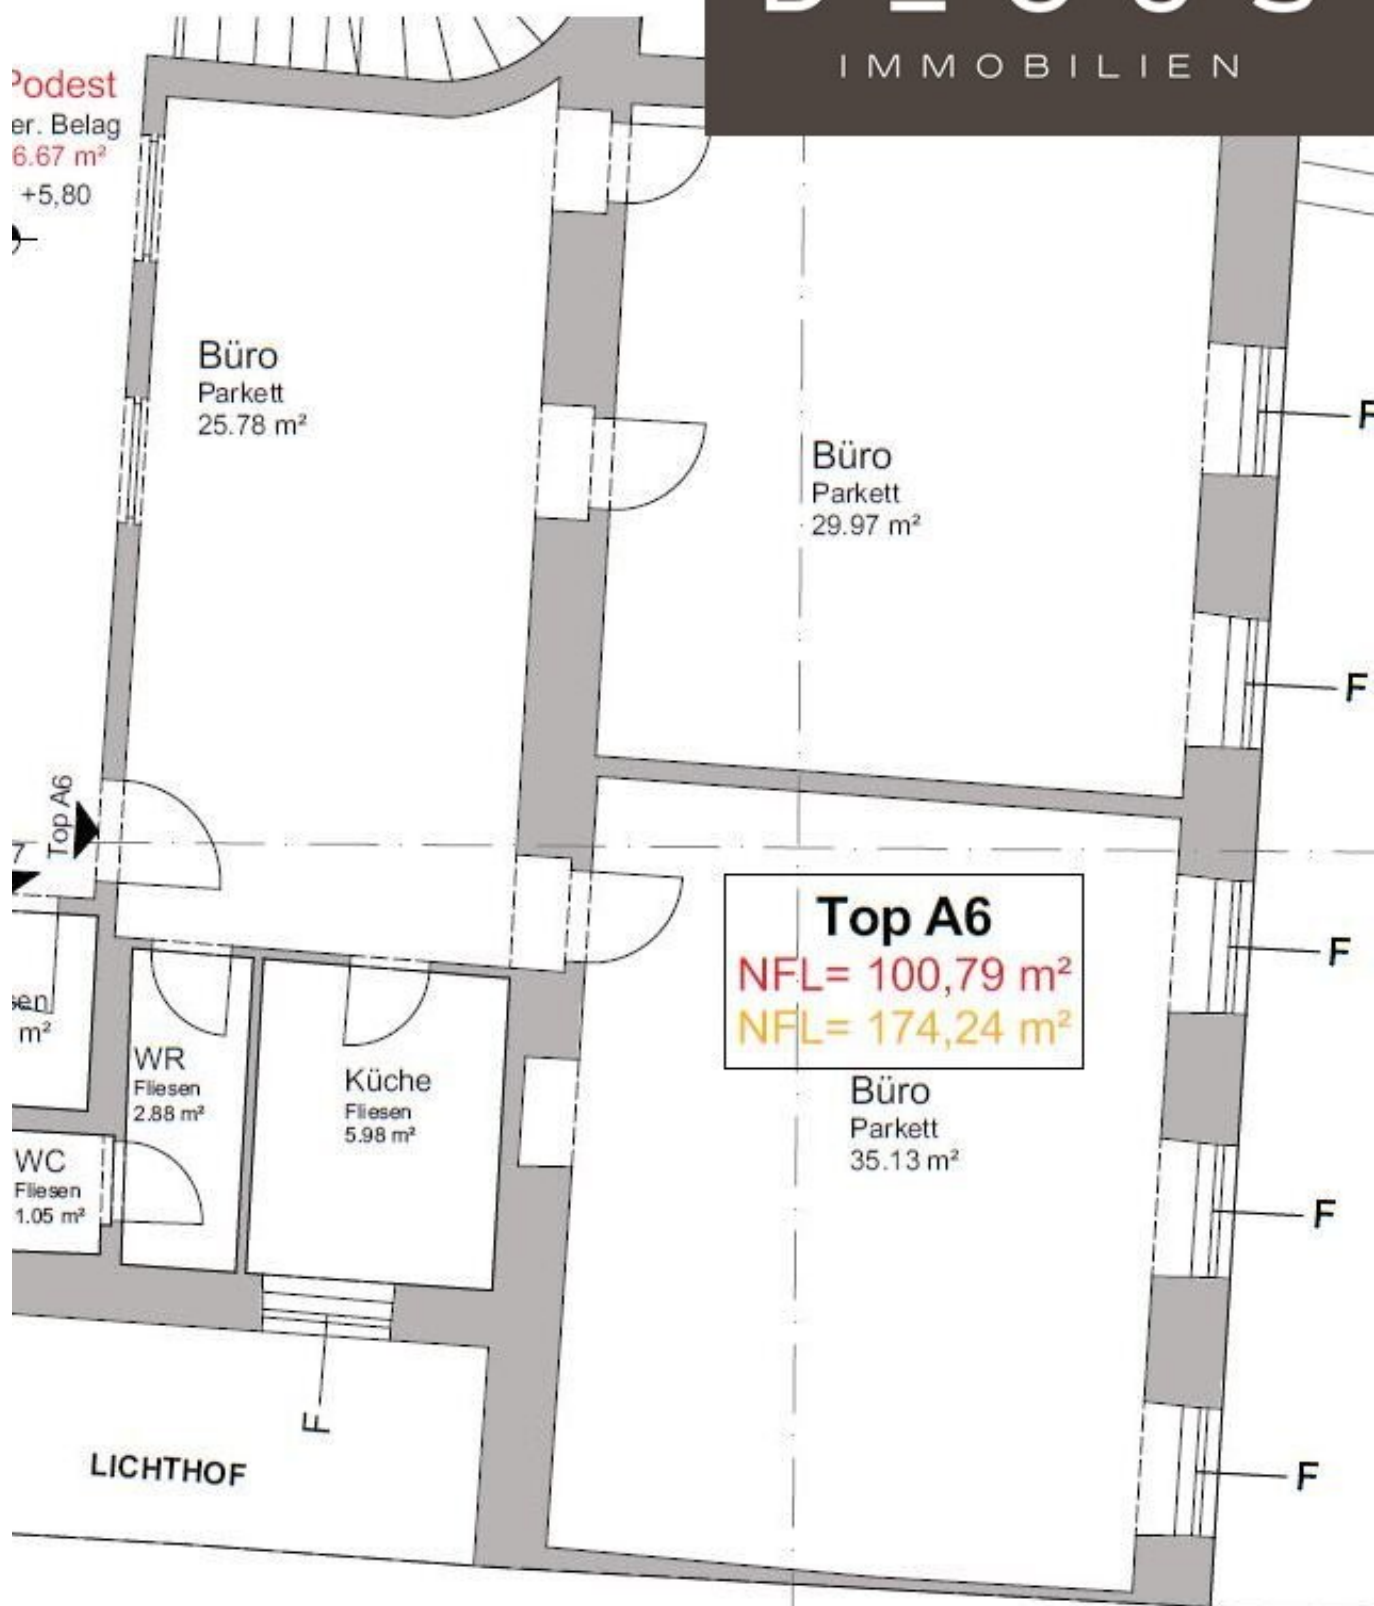 IMMOBILIEN
Podest
er. Belag
6.67 m²
+5,80
Büro
Parkett
25.78 m²
Büro
Parkett
29.97 m²
F
F
Top A6
7
Top A6
NFL= 100,79 m²
NFL= 174,24 m²
F
sen
m²
WR
Fliesen
2.88 m²
Küche
Fliesen
5.98 m²
Büro
Parkett
35.13 m²
WC
Fliesen
1.05 m²
F
F
LICHTHOF
F